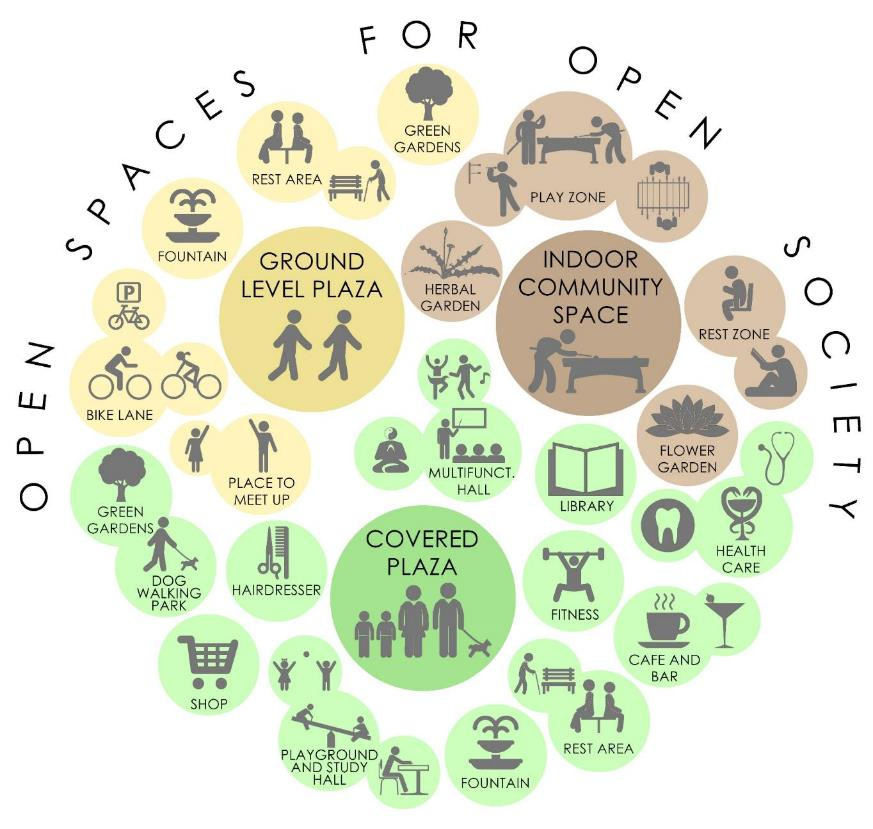 OPEN SPACES FOR OPEN SOCIETY
GREEN
GARDENS
REST AREA
PLAY ZONE
FOUNTAIN
GROUND
LEVEL PLAZA
HERBAL
GARDEN
INDOOR
COMMUNITY
SPACE
REST ZONE
P
BIKE LANE
PLACE TO
MEET UP
MULTIFUNCT.
HALL
FLOWER
GARDEN
LIBRARY
GREEN
GARDENS
HEALTH
CARE
DOG
WALKING
PARK
HAIRDRESSER
COVERED
PLAZA
FITNESS
CAFE AND
BAR
SHOP
PLAYGROUND
AND STUDY
HALL
FOUNTAIN
REST AREA